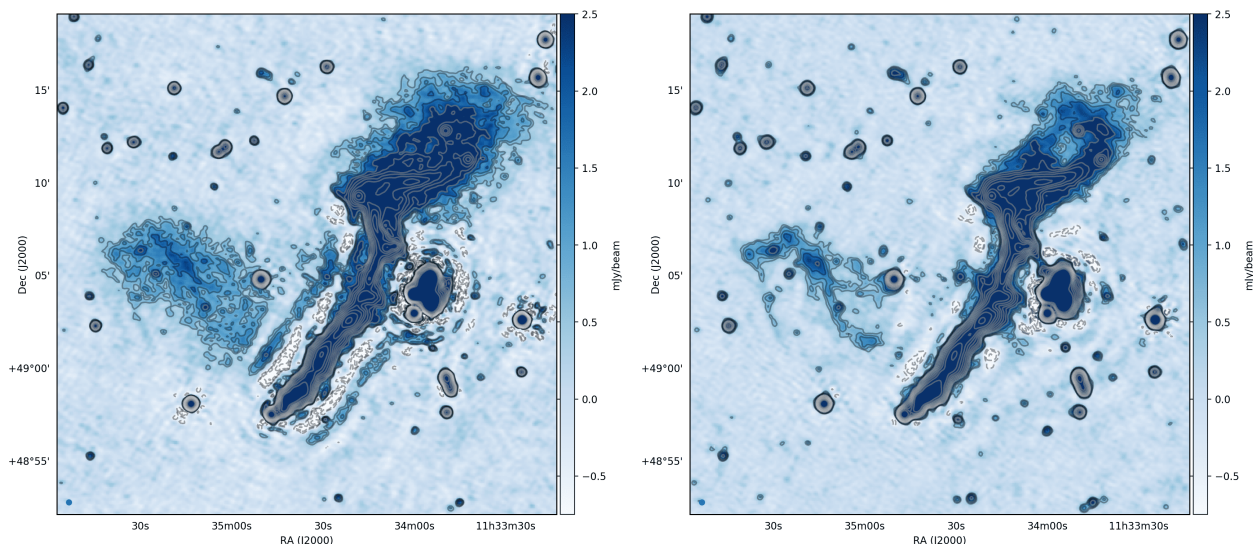 15'
10'
05'
+49°00'
+48°55'
Dec (J2000)
30s
35m00s
30s
34m00s
11h33m30s
RA (J2000)
2.5
2.0
1.5
1.0
0.5
0.0
−0.5
mJy/beam
15'
10'
05'
+49°00'
+48°55'
Dec (J2000)
30s
35m00s
30s
34m00s
11h33m30s
RA (J2000)
2.5
2.0
1.5
1.0
0.5
0.0
−0.5
mJy/beam